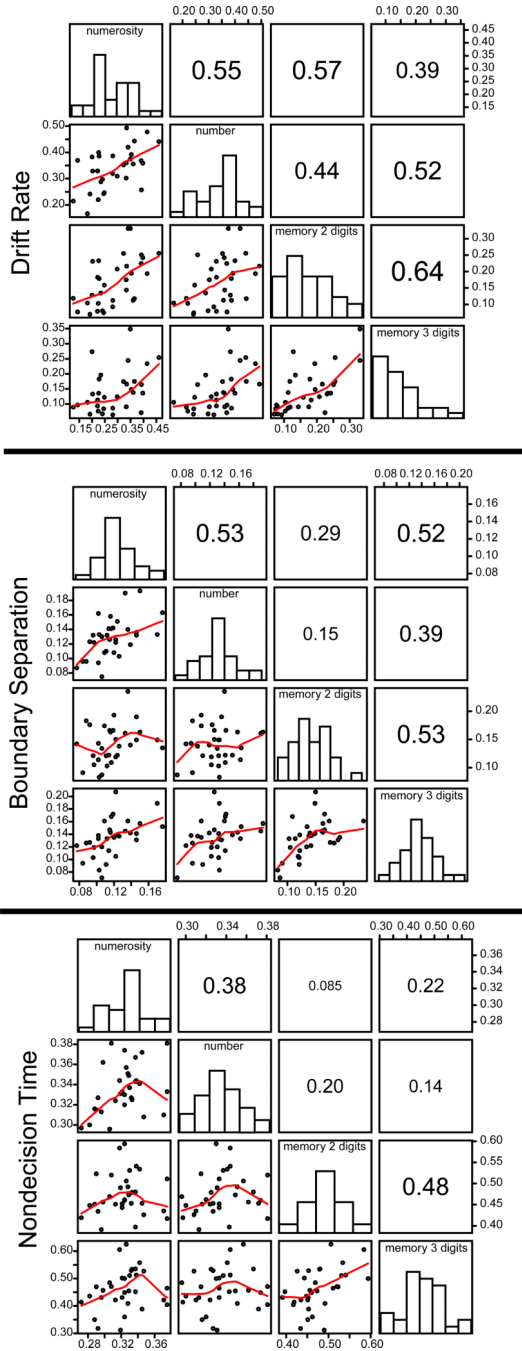 0.20 0.30 0.40 0.50
0.10 0.20 0.30
numerosity
0.55
0.57
0.39
0.45
0.40
0.35
0.30
0.25
0.20
0.15
Drift Rate
0.50
0.40
0.30
0.20
number
0.44
0.52
memory 2 digits
0.64
0.30
0.25
0.20
0.15
0.10
0.35
0.30
0.25
0.20
0.15
0.10
memory 3 digits
0.15 0.25 0.35 0.45
0.10 0.20 0.30
0.08 0.12 0.16
0.08 0.12 0.16 0.20
numerosity
0.53
0.29
0.52
0.16
0.14
0.12
0.10
0.08
Boundary Separation
0.18
0.16
0.14
0.12
0.10
0.08
number
0.15
0.39
memory 2 digits
0.53
0.20
0.15
0.10
0.20
0.18
0.16
0.14
0.12
0.10
0.08
memory 3 digits
0.08 0.12 0.16
0.10 0.15 0.20
0.30 0.34 0.38
0.30 0.40 0.50 0.60
numerosity
0.38
0.085
0.22
0.36
0.34
0.32
0.30
0.28
Nondecision Time
0.38
0.36
0.34
0.32
0.30
number
0.20
0.14
memory 2 digits
0.48
0.60
0.55
0.50
0.45
0.40
0.60
0.50
0.40
0.30
memory 3 digits
0.28 0.32 0.36
0.40 0.50 0.60